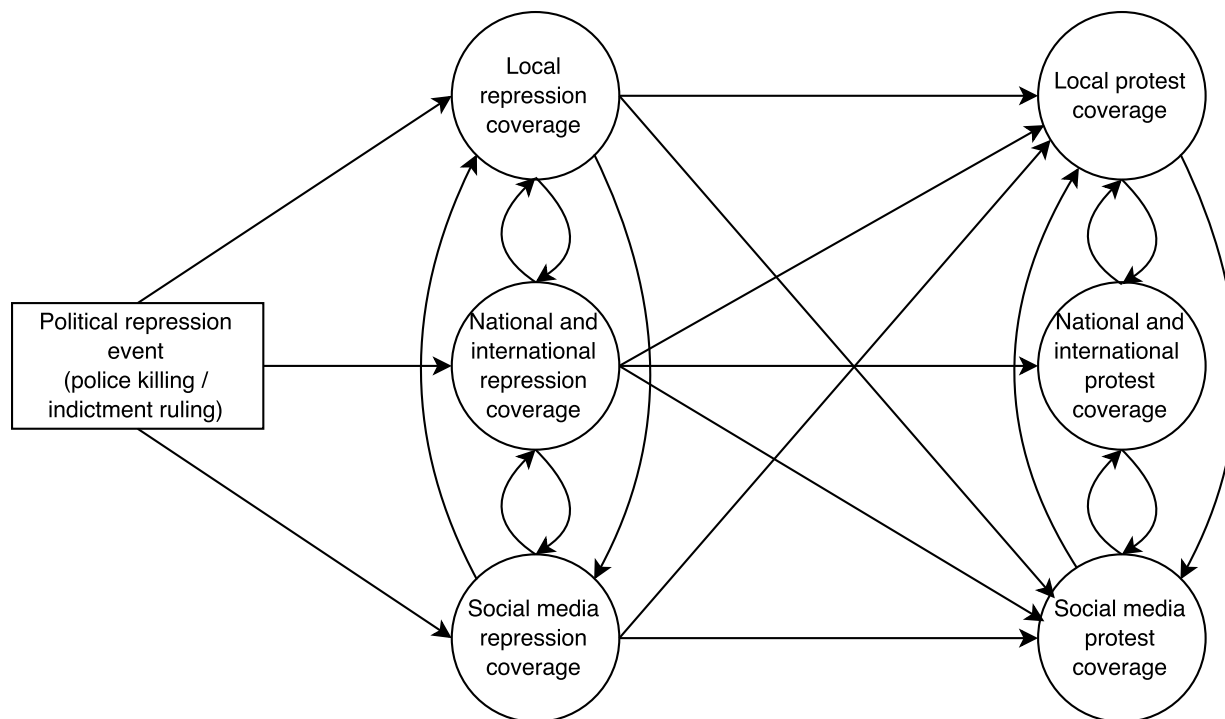 Political repression
event
(police killing /
indictment ruling)
Local
repression
coverage
National and
international
repression
coverage
Social media
repression
coverage
Local protest
coverage
National and
international
protest
coverage
Social media
protest
coverage